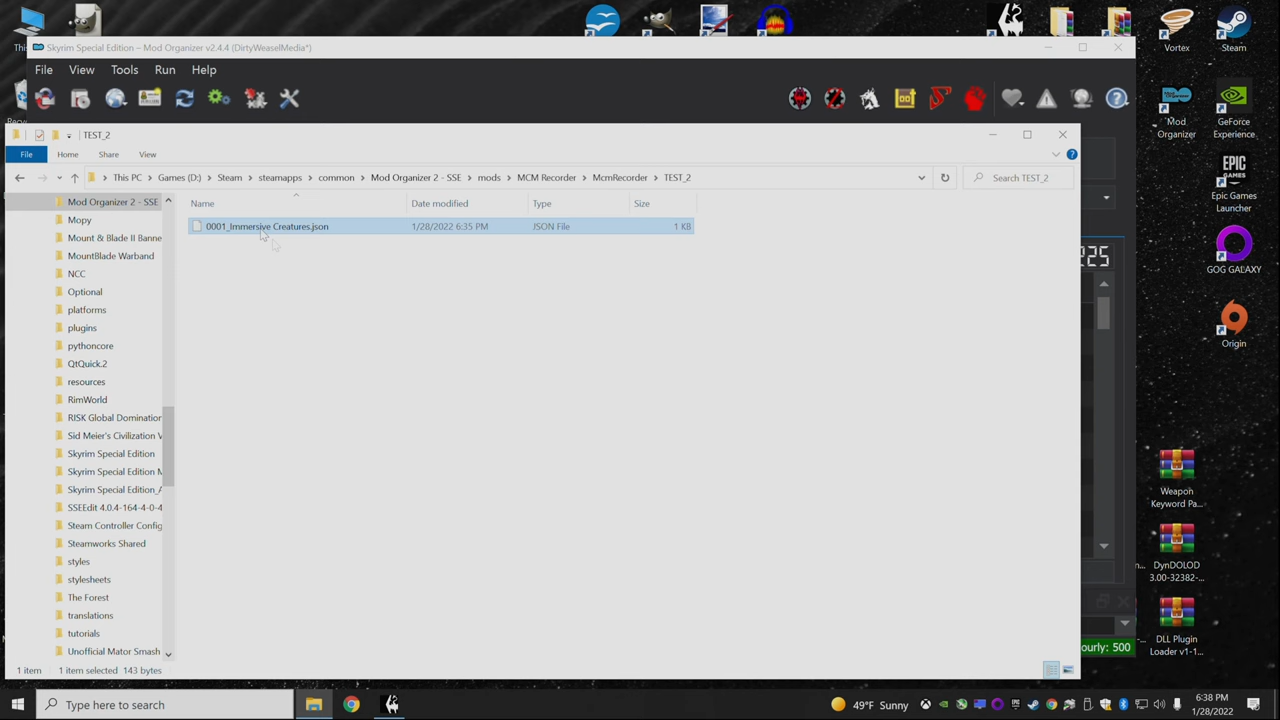 Skyrim Special Edition – Mod Organizer v2.4.4 (DirtyWeaselMedia*)
File View Tools Run Help
TEST_2
File Home Share View
This PC > Games (D:) > Steam > steamapps > common > Mod Organizer 2 - SSE > mods > MCM Recorder > McmRecorder > TEST_2
Search TEST_2
Name Date modified Type Size
0001_Immersive Creatures.json 1/28/2022 6:35 PM JSON File 1 KB
Mod Organizer 2 - SSE
Mopy
Mount & Blade II Banne
MountBlade Warband
NCC
Optional
platforms
plugins
pythoncore
QtQuick.2
resources
RimWorld
RISK Global Domination
Sid Meier's Civilization V
Skyrim Special Edition
Skyrim Special Edition M
Skyrim Special Edition_A
SSEEdit 4.0.4-164-4-0-4
Steam Controller Config
Steamworks Shared
styles
stylesheets
The Forest
translations
tutorials
Unofficial Mator Smash
1 item 1 item selected 143 bytes
225
ourly: 500
This
Recy
Vortex
Steam
Mod
Organizer
GeForce
Experience
Epic Games
Launcher
GOG GALAXY
Origin
Weapon
Keyword Pa...
DynDOLOD
3.00-32382-...
DLL Plugin
Loader v1-1...
Type here to search
49°F Sunny
6:38 PM
1/28/2022